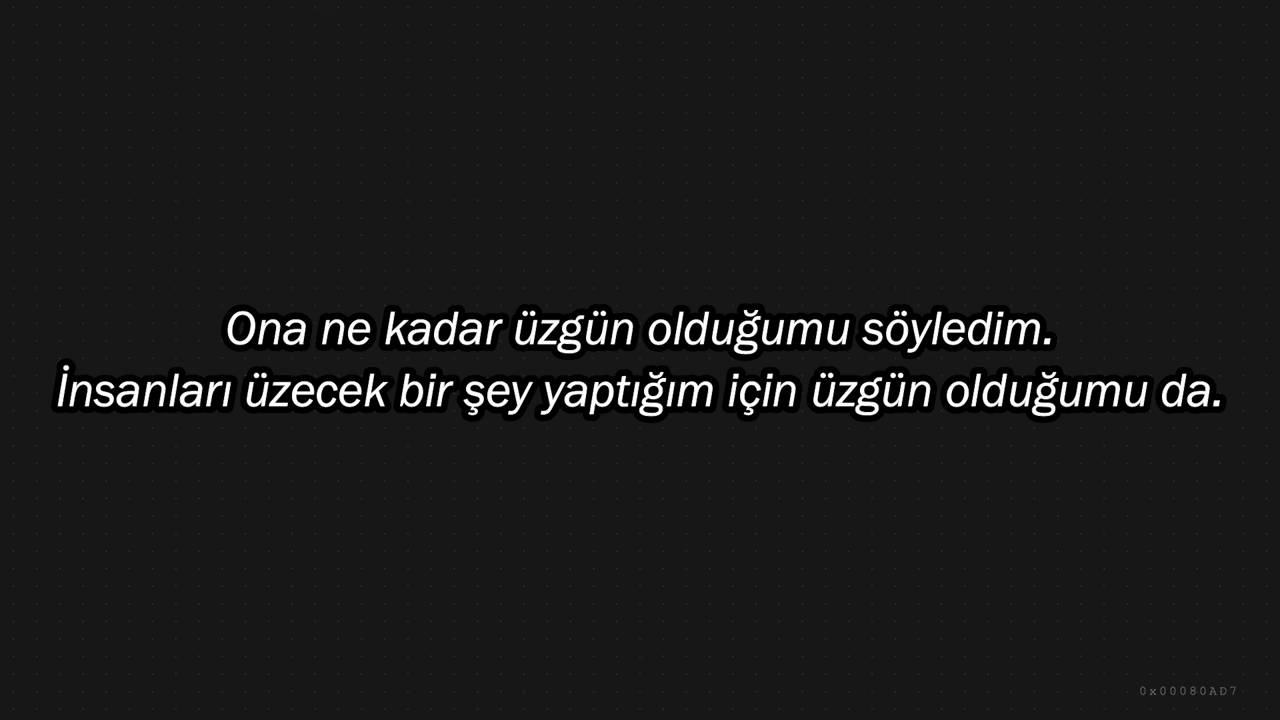 Ona ne kadar üzgün olduğumu söyledim.
İnsanları üzecek bir şey yaptığım için üzgün olduğumu da.
0x00080AD7